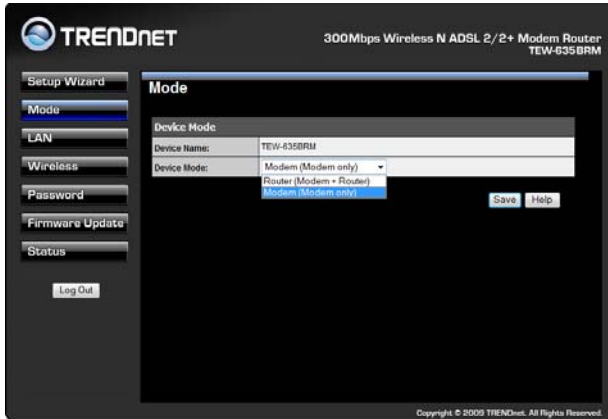 TRENDNET
300Mbps Wireless N ADSL 2/2+ Modem Router
TEW-635BRM
Setup Wizard
Mode
LAN
Wireless
Password
Firmware Update
Status
Log Out
Mode
Device Mode
Device Name: TEW-635BRM
Device Mode: Modem (Modem only)
Router (Modem + Router)
Modem (Modem only)
Save Help
Copyright © 2009 TRENDnet. All Rights Reserved.